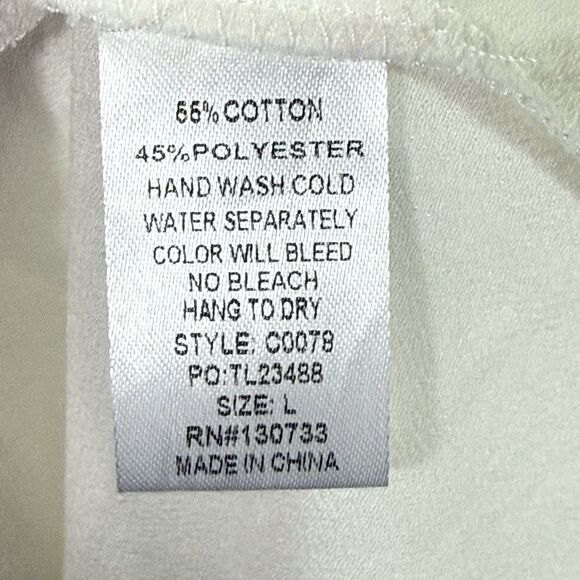 55% COTTON
45%POLYESTER
HAND WASH COLD
WATER SEPARATELY
COLOR WILL BLEED
NO BLEACH
HANG TO DRY
STYLE: C0078
PO:TL23488
SIZE: L
RN#130733
MADE IN CHINA